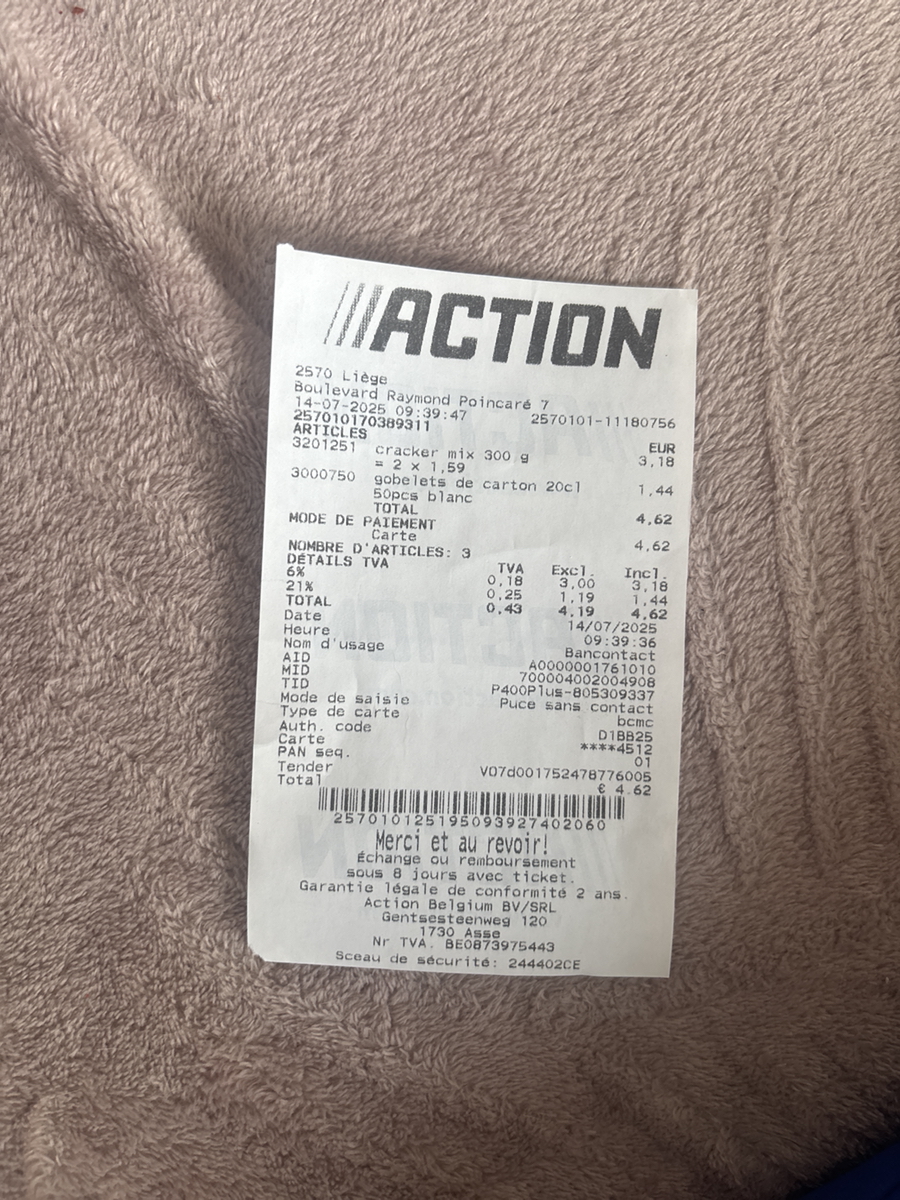 ACTION
2570 Liège
Boulevard Raymond Poincaré 7
14-07-2025 09:39:47 2570101-11180756
257010170389311
ARTICLES EUR
3201251 cracker mix 300 g 3,18
= 2 x 1,59
3000750 gobelets de carton 20cl 1,44
50pcs blanc
TOTAL 4,62
MODE DE PAIEMENT
Carte 4,62
NOMBRE D'ARTICLES: 3
DÉTAILS TVA TVA Excl. Incl.
6% 0,18 3,00 3,18
21% 0,25 1,19 1,44
TOTAL 0,43 4,19 4,62
Date 14/07/2025
Heure 09:39:36
Nom d'usage Bancontact
AID A0000001761010
MID 700004002004908
TID P400Plus-805309337
Mode de saisie Puce sans contact
Type de carte bcmc
Auth. code D1BB25
Carte ****4512
PAN seq. 01
Tender V07d001752478776005
Total € 4.62
257010125195093927402060
Merci et au revoir!
Échange ou remboursement
sous 8 jours avec ticket.
Garantie légale de conformité 2 ans.
Action Belgium BV/SRL
Gentsesteenweg 120
1730 Asse
Nr TVA. BE0873975443
Sceau de sécurité: 244402CE